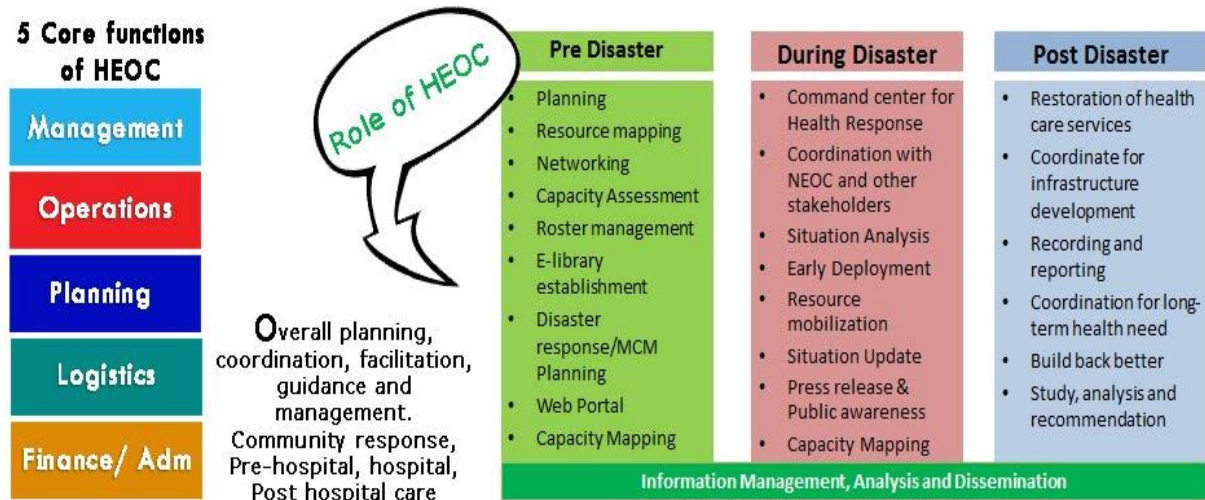 5 Core functions
of HEOC
Management
Operations
Planning
Logistics
Finance/ Adm
Role of HEOC
Overall planning,
coordination, facilitation,
guidance and
management.
Community response,
Pre-hospital, hospital,
Post hospital care
Pre Disaster
• Planning
• Resource mapping
• Networking
• Capacity Assessment
• Roster management
• E-library
establishment
• Disaster
response/MCM
Planning
• Web Portal
• Capacity Mapping
During Disaster
• Command center for
Health Response
• Coordination with
NEOC and other
stakeholders
• Situation Analysis
• Early Deployment
• Resource
mobilization
• Situation Update
• Press release &
Public awareness
• Capacity Mapping
Post Disaster
• Restoration of health
care services
• Coordinate for
infrastructure
development
• Recording and
reporting
• Coordination for long-
term health need
• Build back better
• Study, analysis and
recommendation
Information Management, Analysis and Dissemination